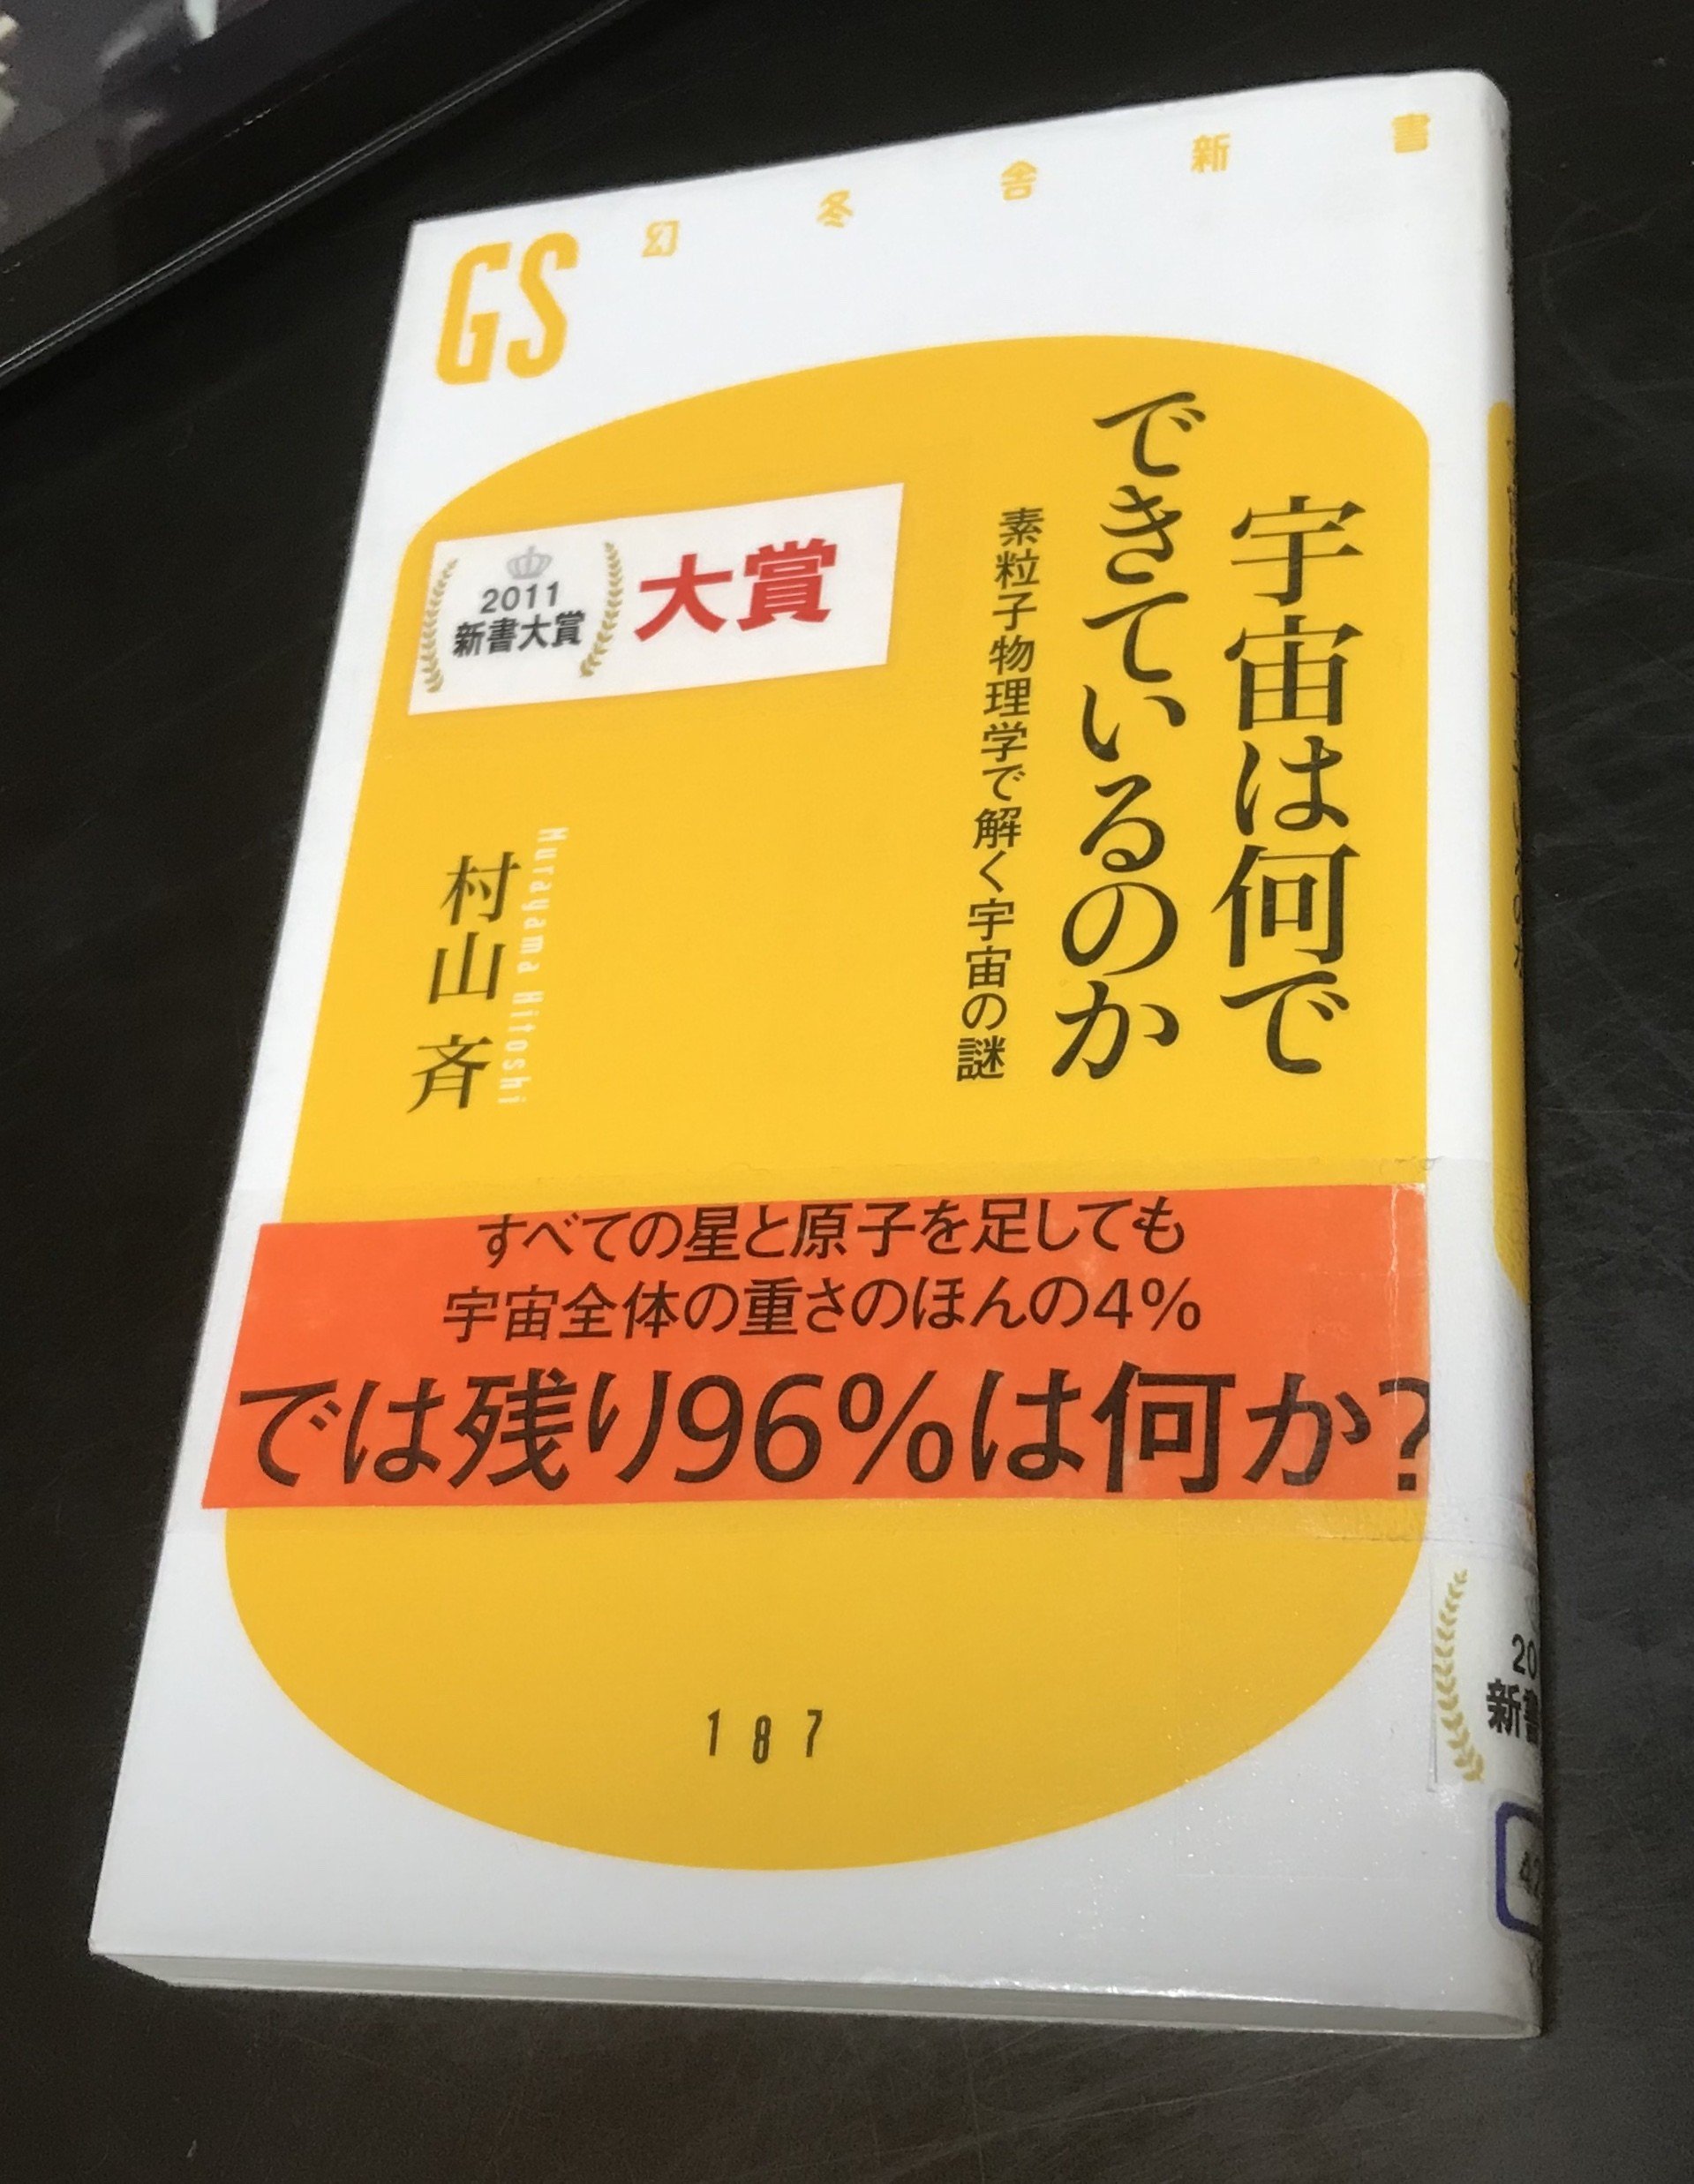 GS
幻冬舎新書
宇宙は何で
できているのか
素粒子物理学で解く宇宙の謎
2011
新書大賞
大賞
Murayama Hitoshi
村山 斉
すべての星と原子を足しても
宇宙全体の重さのほんの4%
では残り96%は何か?
187
20
新書
42